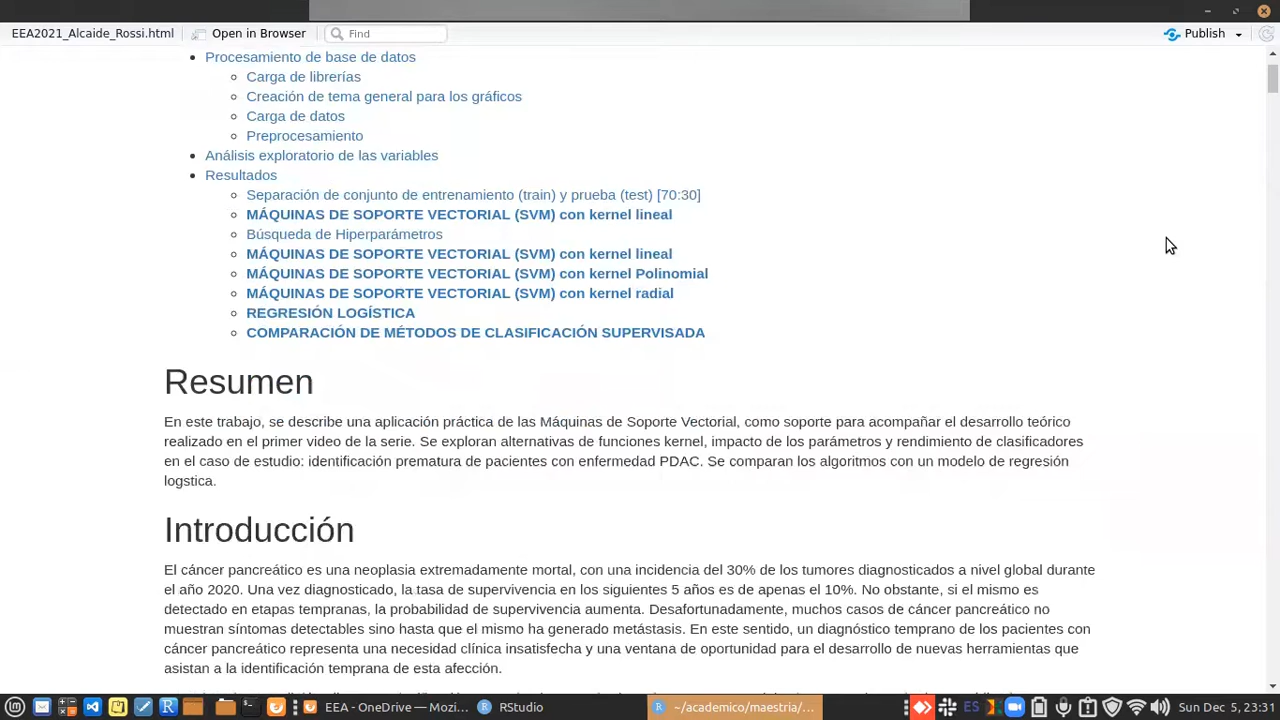 EEA2021_Alcaide_Rossi.html
Open in Browser
Find
Publish
Procesamiento de base de datos
Carga de librerías
Creación de tema general para los gráficos
Carga de datos
Preprocesamiento
Análisis exploratorio de las variables
Resultados
Separación de conjunto de entrenamiento (train) y prueba (test) [70:30]
MÁQUINAS DE SOPORTE VECTORIAL (SVM) con kernel lineal
Búsqueda de Hiperparámetros
MÁQUINAS DE SOPORTE VECTORIAL (SVM) con kernel lineal
MÁQUINAS DE SOPORTE VECTORIAL (SVM) con kernel Polinomial
MÁQUINAS DE SOPORTE VECTORIAL (SVM) con kernel radial
REGRESIÓN LOGÍSTICA
COMPARACIÓN DE MÉTODOS DE CLASIFICACIÓN SUPERVISADA
Resumen
En este trabajo, se describe una aplicación práctica de las Máquinas de Soporte Vectorial, como soporte para acompañar el desarrollo teórico
realizado en el primer video de la serie. Se exploran alternativas de funciones kernel, impacto de los parámetros y rendimiento de clasificadores
en el caso de estudio: identificación prematura de pacientes con enfermedad PDAC. Se comparan los algoritmos con un modelo de regresión
logstica.
Introducción
El cáncer pancreático es una neoplasia extremadamente mortal, con una incidencia del 30% de los tumores diagnosticados a nivel global durante
el año 2020. Una vez diagnosticado, la tasa de supervivencia en los siguientes 5 años es de apenas el 10%. No obstante, si el mismo es
detectado en etapas tempranas, la probabilidad de supervivencia aumenta. Desafortunadamente, muchos casos de cáncer pancreático no
muestran síntomas detectables sino hasta que el mismo ha generado metástasis. En este sentido, un diagnóstico temprano de los pacientes con
cáncer pancreático representa una necesidad clínica insatisfecha y una ventana de oportunidad para el desarrollo de nuevas herramientas que
asistan a la identificación temprana de esta afección.
EEA - OneDrive — Mozi...
RStudio
~/academico/maestria/...
ES
Sun Dec 5, 23:31